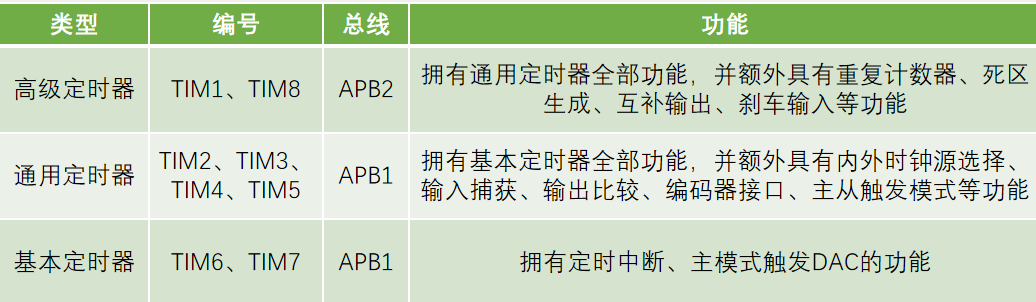 类型 编号 总线 功能
高级定时器 TIM1、TIM8 APB2 拥有通用定时器全部功能，并额外具有重复计数器、死区
生成、互补输出、刹车输入等功能
通用定时器 TIM2、TIM3、
TIM4、TIM5 APB1 拥有基本定时器全部功能，并额外具有内外时钟源选择、
输入捕获、输出比较、编码器接口、主从触发模式等功能
基本定时器 TIM6、TIM7 APB1 拥有定时中断、主模式触发DAC的功能